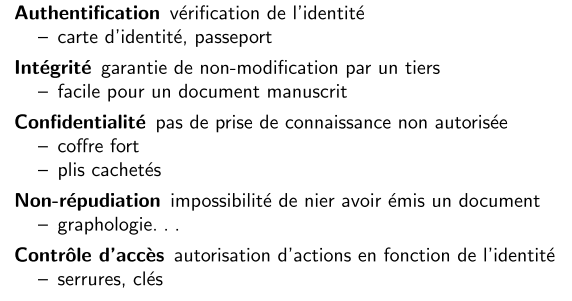 Authentification vérification de l'identité
– carte d'identité, passeport
Intégrité garantie de non-modification par un tiers
– facile pour un document manuscrit
Confidentialité pas de prise de connaissance non autorisée
– coffre fort
– plis cachetés
Non-répudiation impossibilité de nier avoir émis un document
– graphologie. . .
Contrôle d'accès autorisation d'actions en fonction de l'identité
– serrures, clés